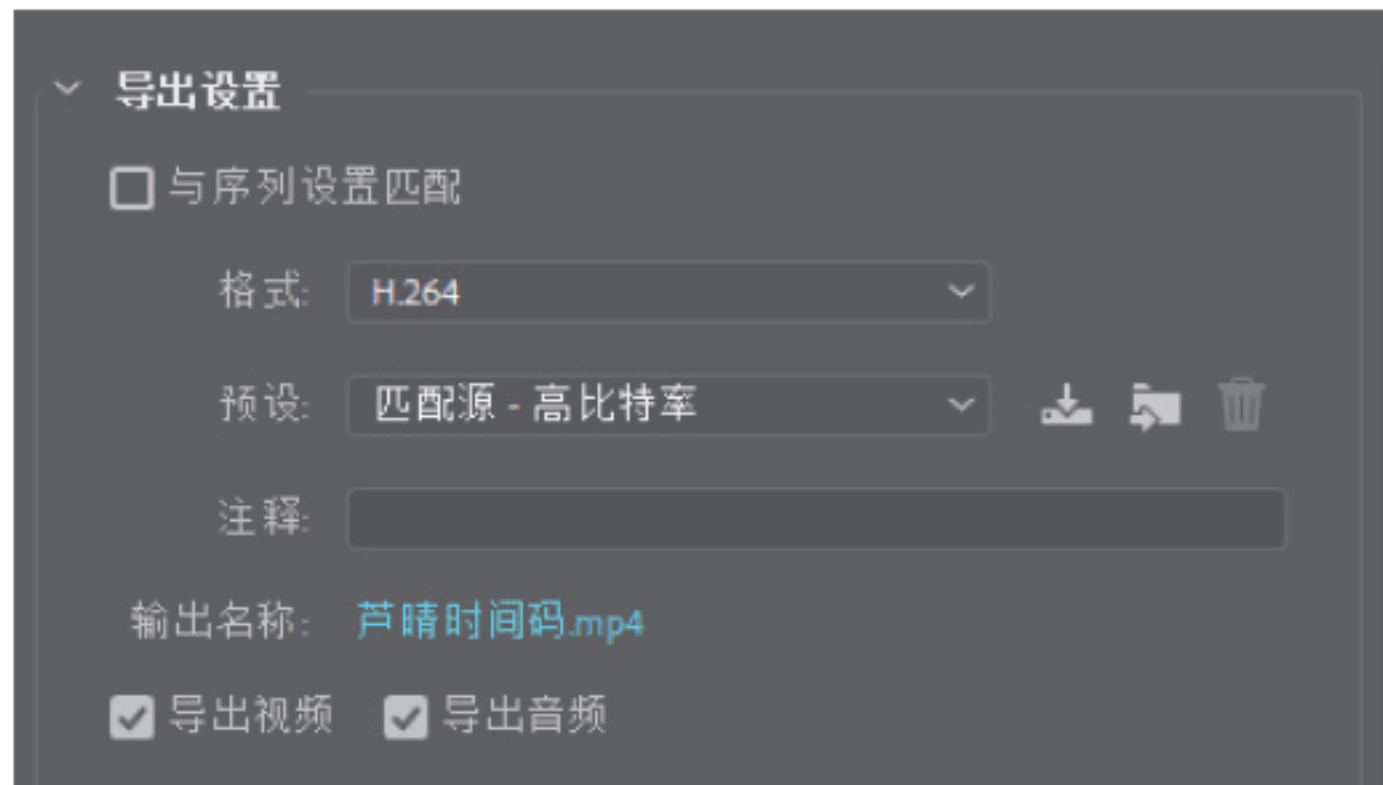 导出设置
与序列设置匹配
格式: H.264
预设: 匹配源 - 高比特率
注释:
输出名称: 芦晴时间码.mp4
导出视频 导出音频